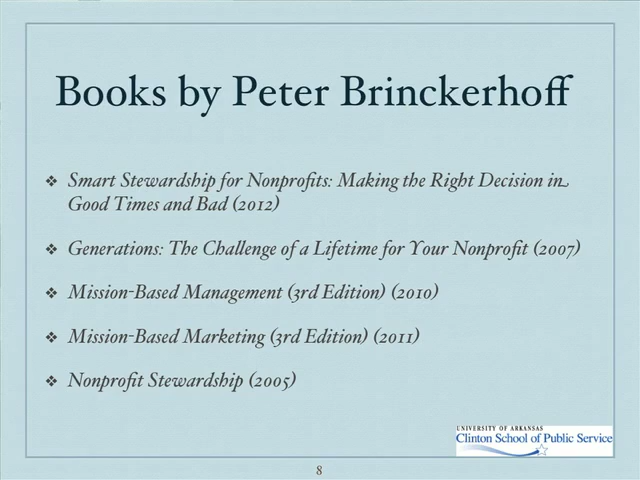 Books by Peter Brinckerhoff
❖ Smart Stewardship for Nonprofits: Making the Right Decision in
Good Times and Bad (2012)
❖ Generations: The Challenge of a Lifetime for Your Nonprofit (2007)
❖ Mission-Based Management (3rd Edition) (2010)
❖ Mission-Based Marketing (3rd Edition) (2011)
❖ Nonprofit Stewardship (2005)
UNIVERSITY OF ARKANSAS
Clinton School of Public Service
8